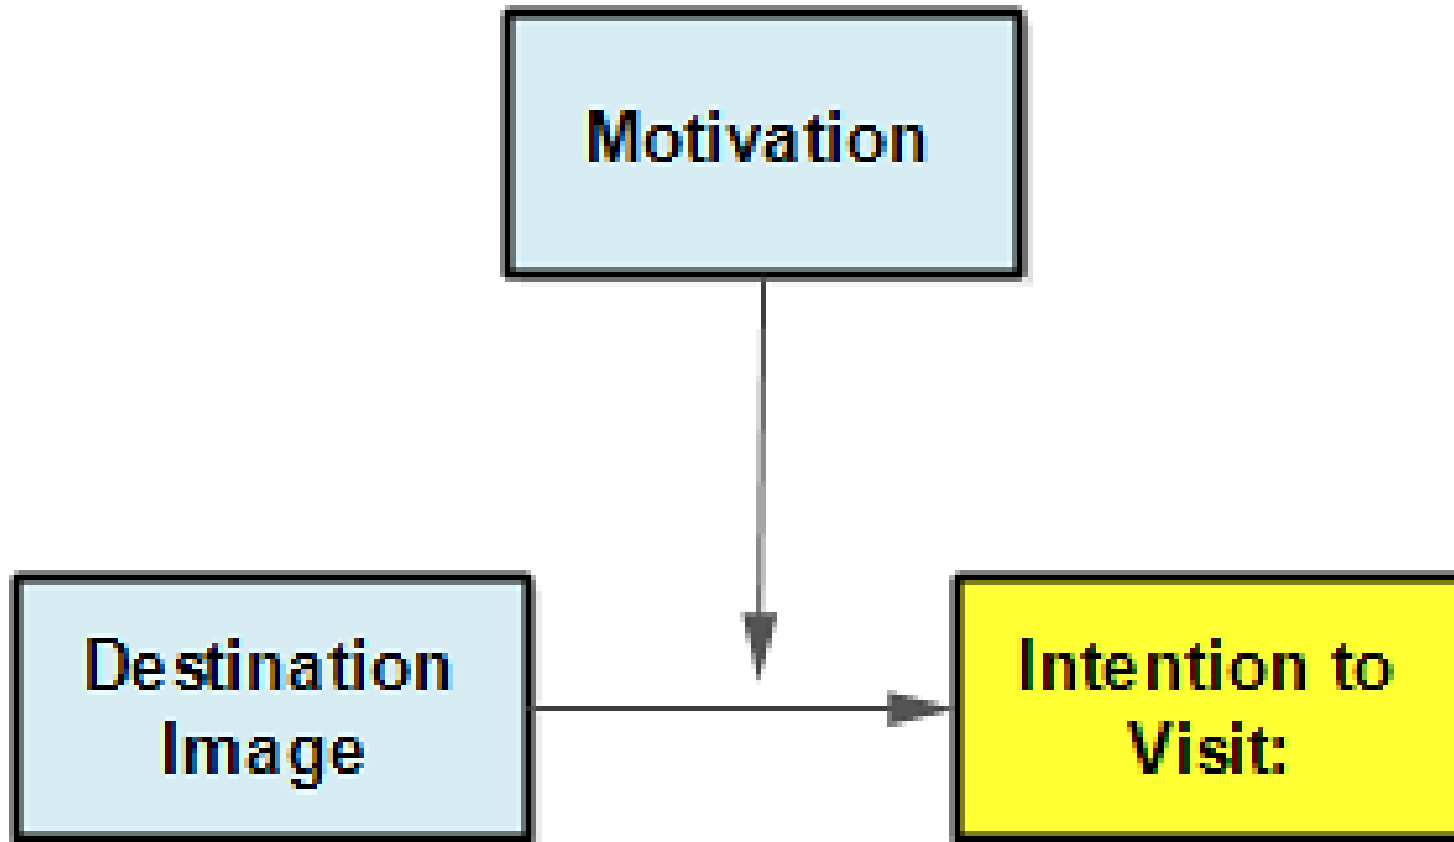 Motivation
Destination
Image
Intention to
Visit: